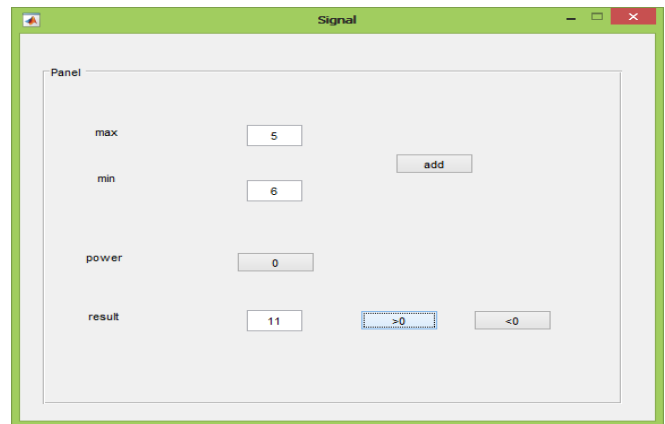 Signal
Panel
max 5
add
min 6
power 0
result 11 >0 <0